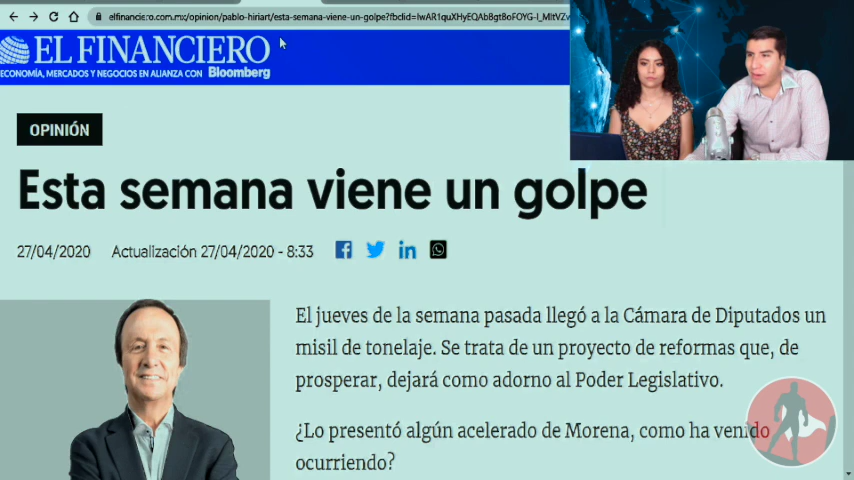 elfinanciero.com.mx/opinion/pablo-hiriart/esta-semana-viene-un-golpe?fbclid=
EL FINANCIERO
ECONOMÍA, MERCADOS Y NEGOCIOS EN ALIANZA CON Bloomberg
OPINIÓN
Esta semana viene un golpe
27/04/2020 Actualización 27/04/2020 - 8:33
El jueves de la semana pasada llegó a la Cámara de Diputados un
misil de tonelaje. Se trata de un proyecto de reformas que, de
prosperar, dejará como adorno al Poder Legislativo.
¿Lo presentó algún acelerado de Morena, como ha venido
ocurriendo?